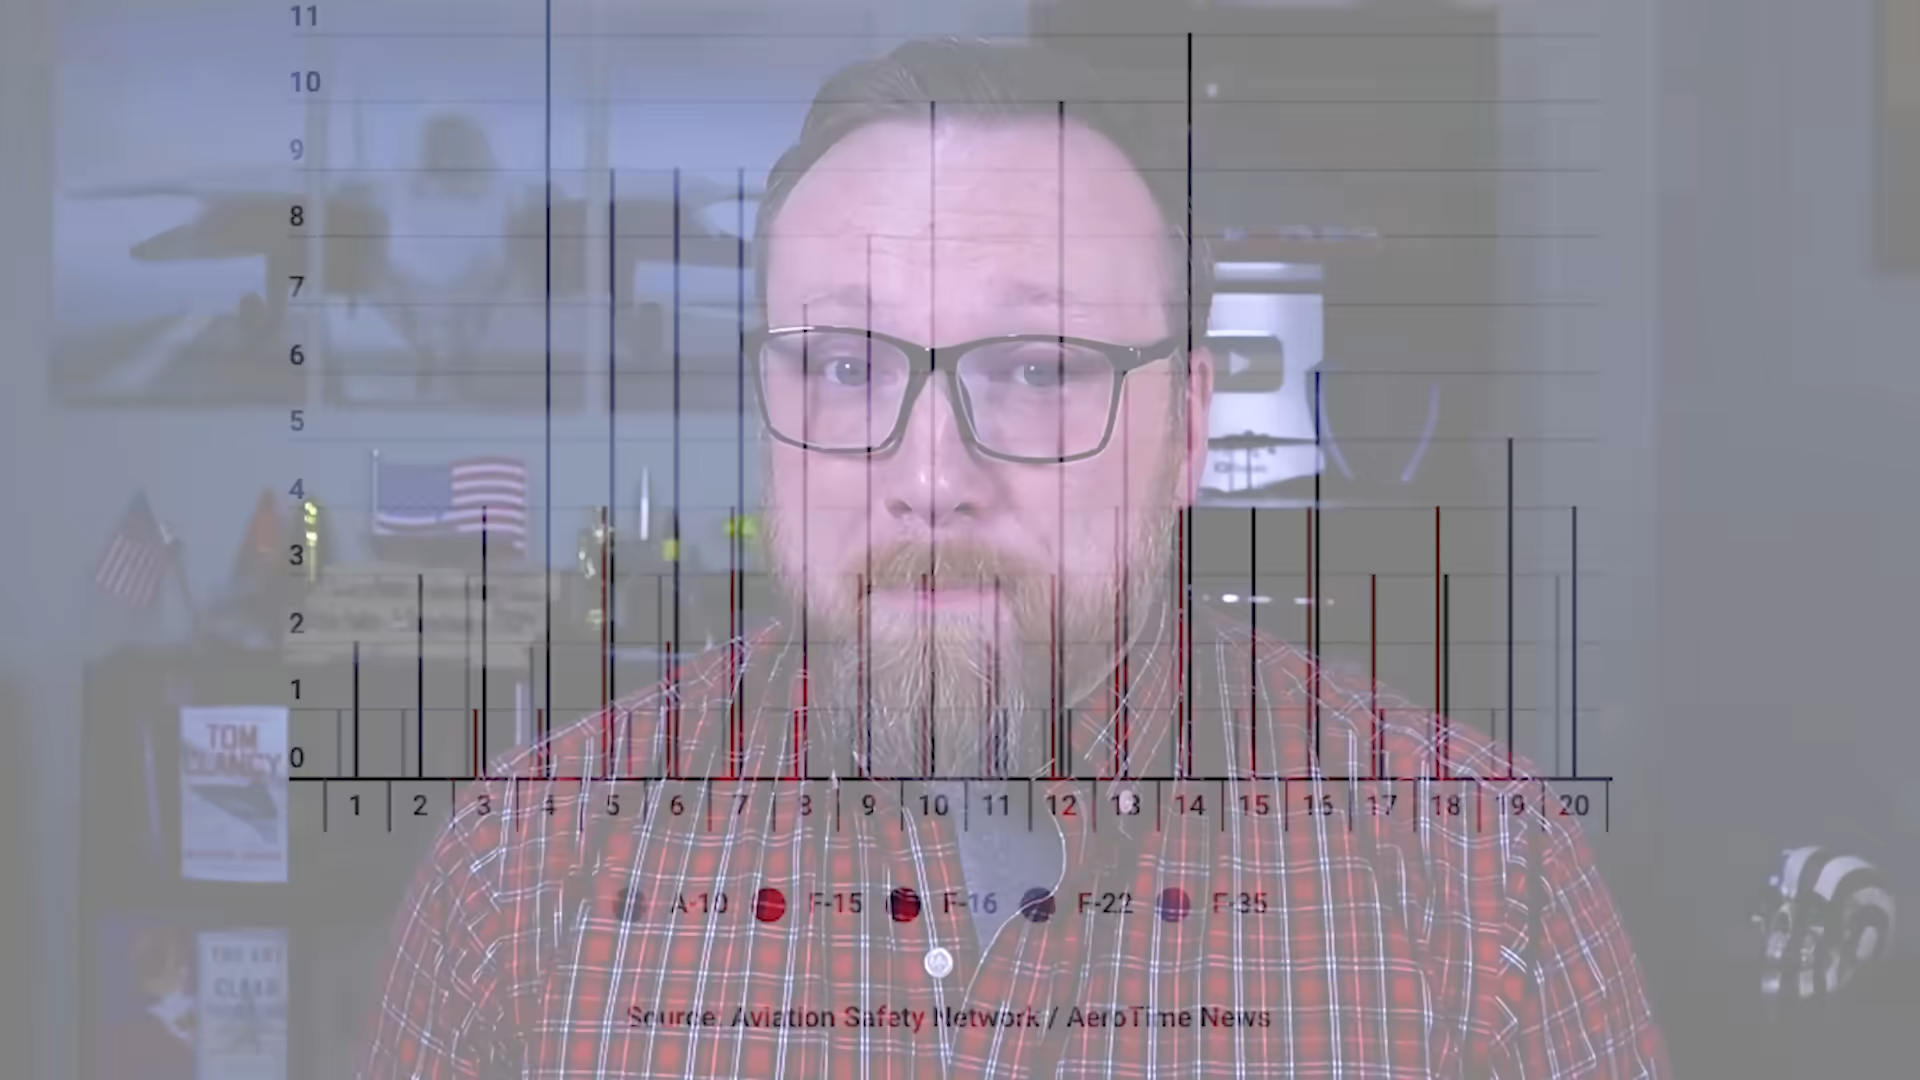 11
10
9
8
7
6
5
4
3
2
1
0
1 2 3 4 5 6 7 8 9 10 11 12 13 14 15 16 17 18 19 20
A-10 F-15 F-16 F-22 F-35
Source: Aviation Safety Network / AeroTime News
TOM
CLANCY